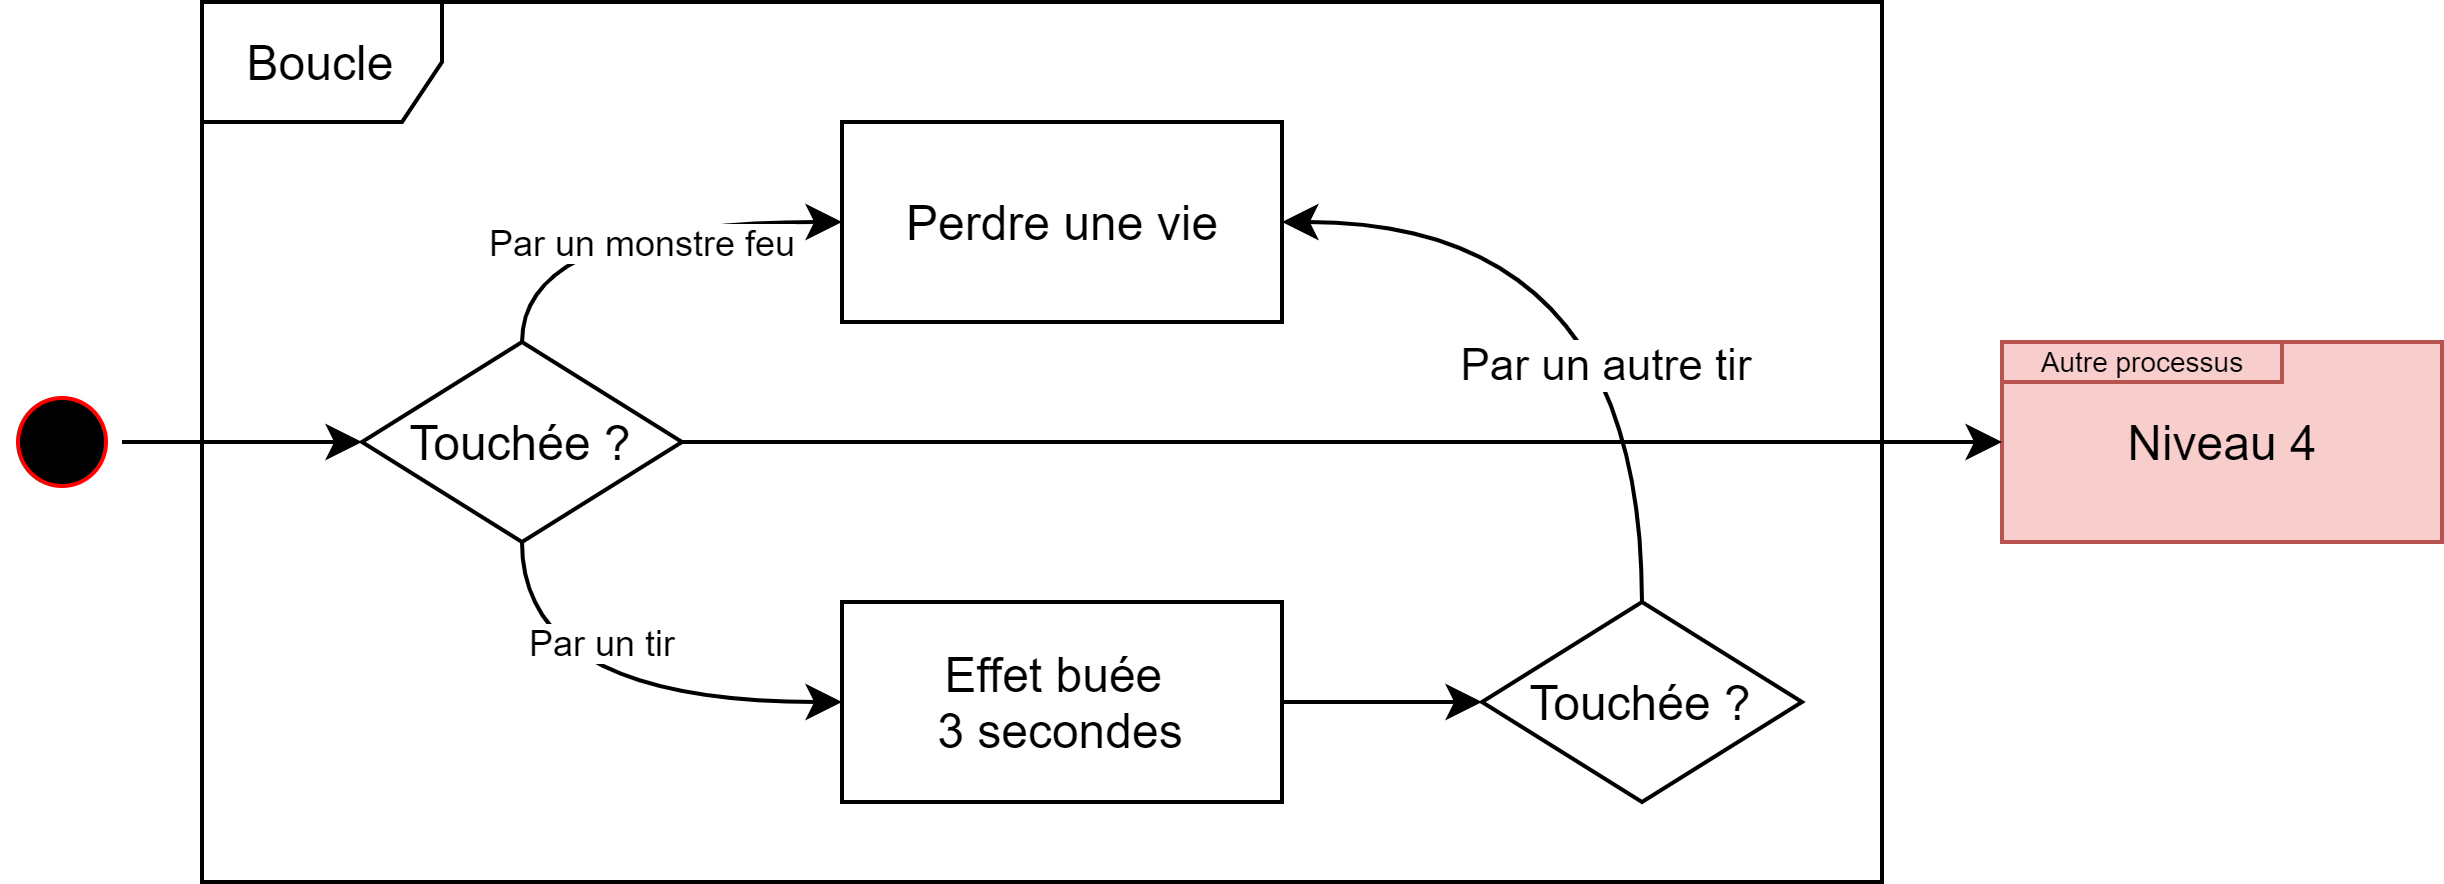 Boucle
Par un monstre feu
Perdre une vie
Par un autre tir
Autre processus
Touchée ?
Niveau 4
Par un tir
Effet buée
3 secondes
Touchée ?